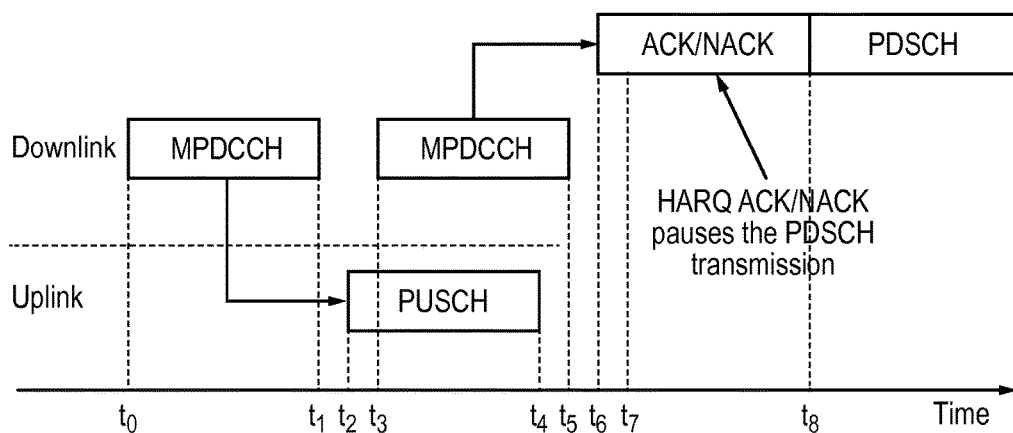 ACK/NACK PDSCH
Downlink MPDCCH MPDCCH
HARQ ACK/NACK
pauses the PDSCH
transmission
Uplink PUSCH
t0 t1 t2 t3 t4 t5 t6 t7 t8 Time